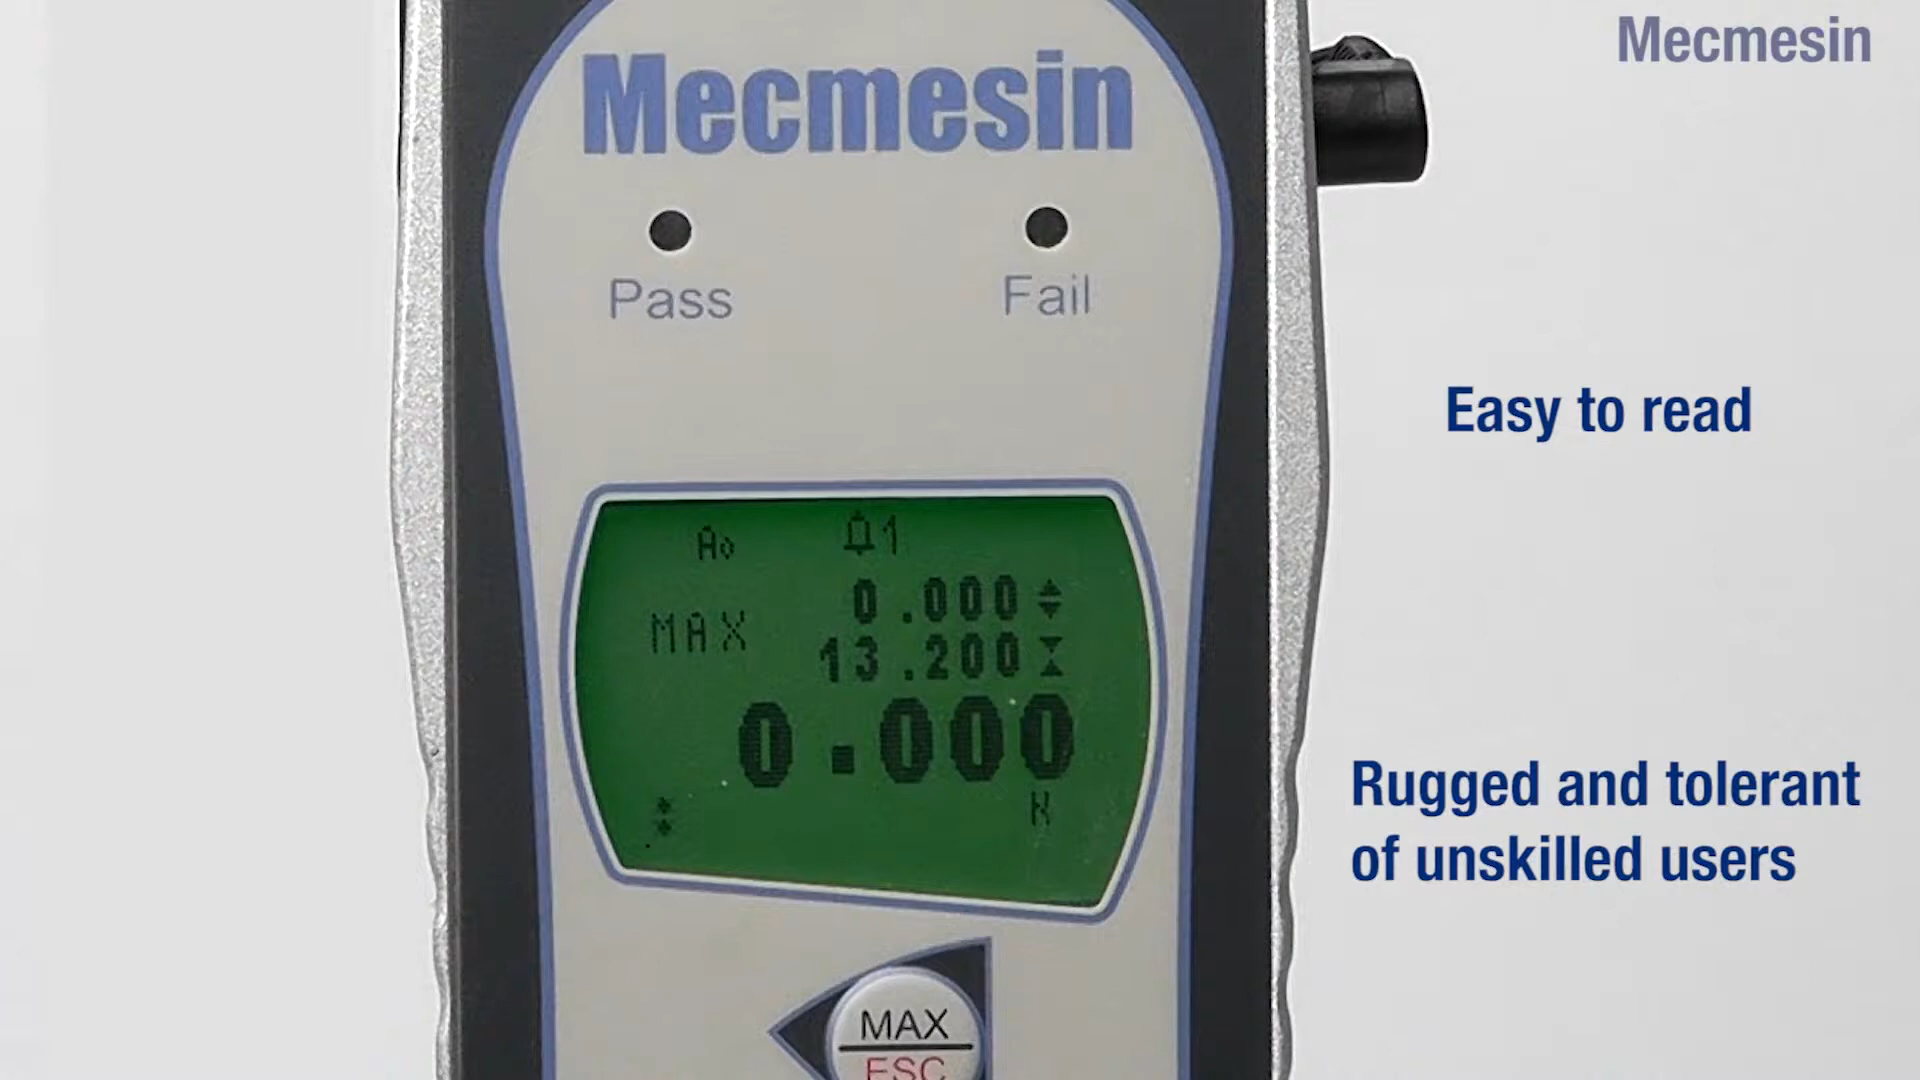 Mecmesin
Mecmesin
Pass
Fail
Easy to read
1
0.000
MAX
13.200
0.000
N
Rugged and tolerant
of unskilled users
MAX
ESC